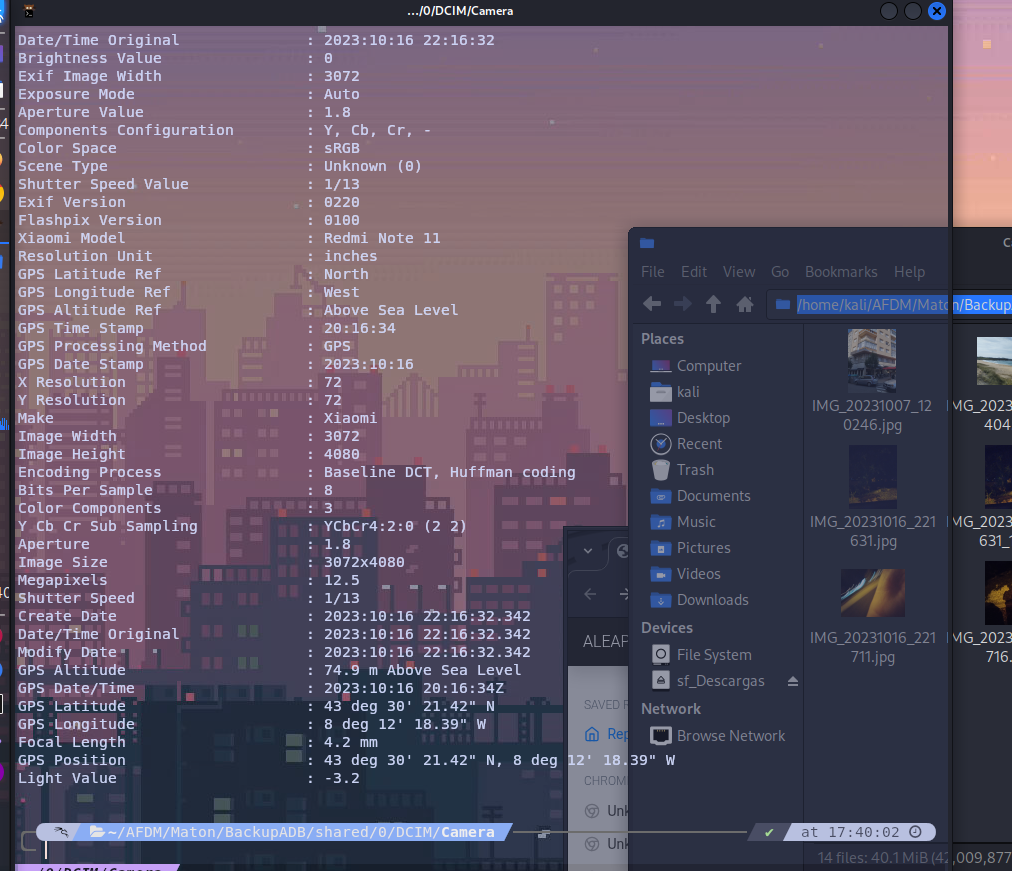 .../0/DCIM/Camera
Date/Time Original : 2023:10:16 22:16:32
Brightness Value : 0
Exif Image Width : 3072
Exposure Mode : Auto
Aperture Value : 1.8
Components Configuration : Y, Cb, Cr, -
Color Space : sRGB
Scene Type : Unknown (0)
Shutter Speed Value : 1/13
Exif Version : 0220
Flashpix Version : 0100
Xiaomi Model : Redmi Note 11
Resolution Unit : inches
GPS Latitude Ref : North
GPS Longitude Ref : West
GPS Altitude Ref : Above Sea Level
GPS Time Stamp : 20:16:34
GPS Processing Method : GPS
GPS Date Stamp : 2023:10:16
X Resolution : 72
Y Resolution : 72
Make : Xiaomi
Image Width : 3072
Image Height : 4080
Encoding Process : Baseline DCT, Huffman coding
Bits Per Sample : 8
Color Components : 3
Y Cb Cr Sub Sampling : YCbCr4:2:0 (2 2)
Aperture : 1.8
Image Size : 3072x4080
Megapixels : 12.5
Shutter Speed : 1/13
Create Date : 2023:10:16 22:16:32.342
Date/Time Original : 2023:10:16 22:16:32.342
Modify Date : 2023:10:16 22:16:32.342
GPS Altitude : 74.9 m Above Sea Level
GPS Date/Time : 2023:10:16 20:16:34Z
GPS Latitude : 43 deg 30' 21.42" N
GPS Longitude : 8 deg 12' 18.39" W
Focal Length : 4.2 mm
GPS Position : 43 deg 30' 21.42" N, 8 deg 12' 18.39" W
Light Value : -3.2
~/AFDM/Maton/BackupADB/shared/0/DCIM/Camera
✔ at 17:40:02
/0/DCIM/Camera
File Edit View Go Bookmarks Help
/home/kali/AFDM/Maton/Backup
Places
Computer
kali
Desktop
Recent
Trash
Documents
Music
Pictures
Videos
Downloads
Devices
File System
sf_Descargas
Network
Browse Network
IMG_20231007_12
0246.jpg
MG_2023
404
IMG_20231016_221
631.jpg
MG_2023
631_1
IMG_20231016_221
711.jpg
MG_2023
716.
14 files: 40.1 MiB (42,009,877
ALEAP
SAVED R
Rep
CHROM
Unk
Unk